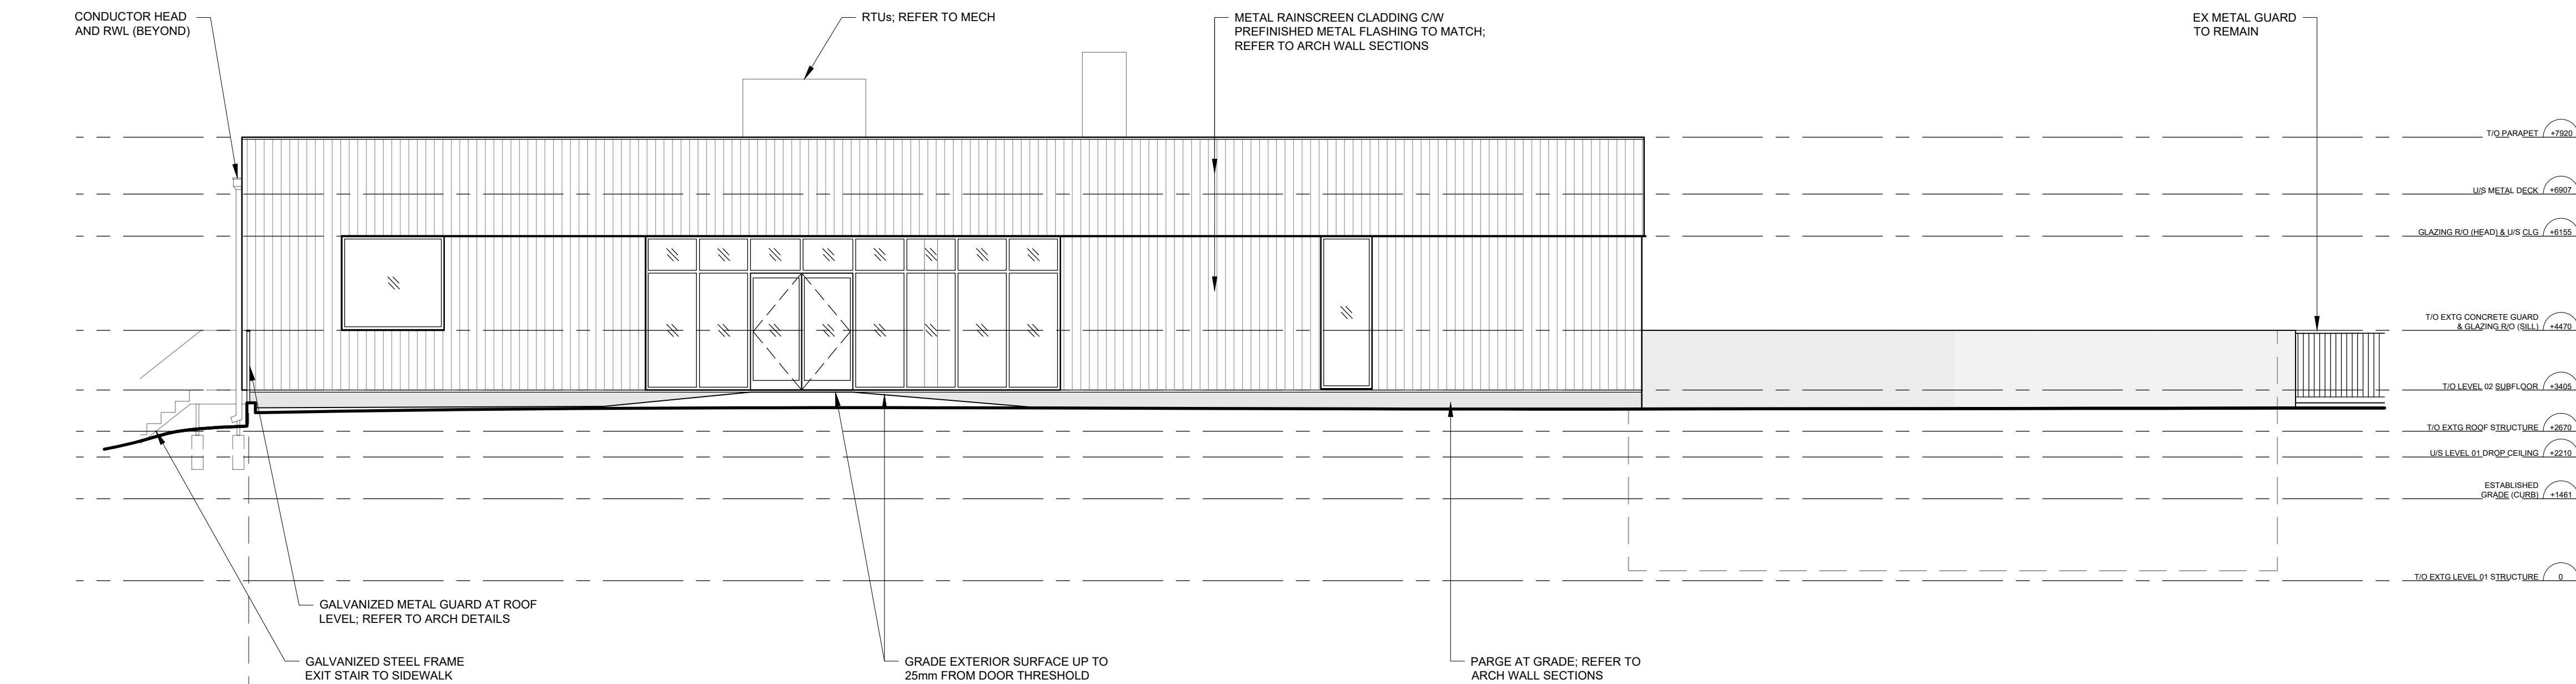 CONDUCTOR HEAD
AND RWL (BEYOND)
RTUs; REFER TO MECH
METAL RAINSCREEN CLADDING C/W
PREFINISHED METAL FLASHING TO MATCH;
REFER TO ARCH WALL SECTIONS
EX METAL GUARD
TO REMAIN
T/O PARAPET +7920
U/S METAL DECK +6907
GLAZING R/O (HEAD) & U/S CLG +6155
T/O EXTG CONCRETE GUARD
& GLAZING R/O (SILL) +4470
T/O LEVEL 02 SUBFLOOR +3405
T/O EXTG ROOF STRUCTURE +2670
U/S LEVEL 01 DROP CEILING +2210
ESTABLISHED
GRADE (CURB) +1461
T/O EXTG LEVEL 01 STRUCTURE 0
GALVANIZED METAL GUARD AT ROOF
LEVEL; REFER TO ARCH DETAILS
GALVANIZED STEEL FRAME
EXIT STAIR TO SIDEWALK
GRADE EXTERIOR SURFACE UP TO
25mm FROM DOOR THRESHOLD
PARGE AT GRADE; REFER TO
ARCH WALL SECTIONS